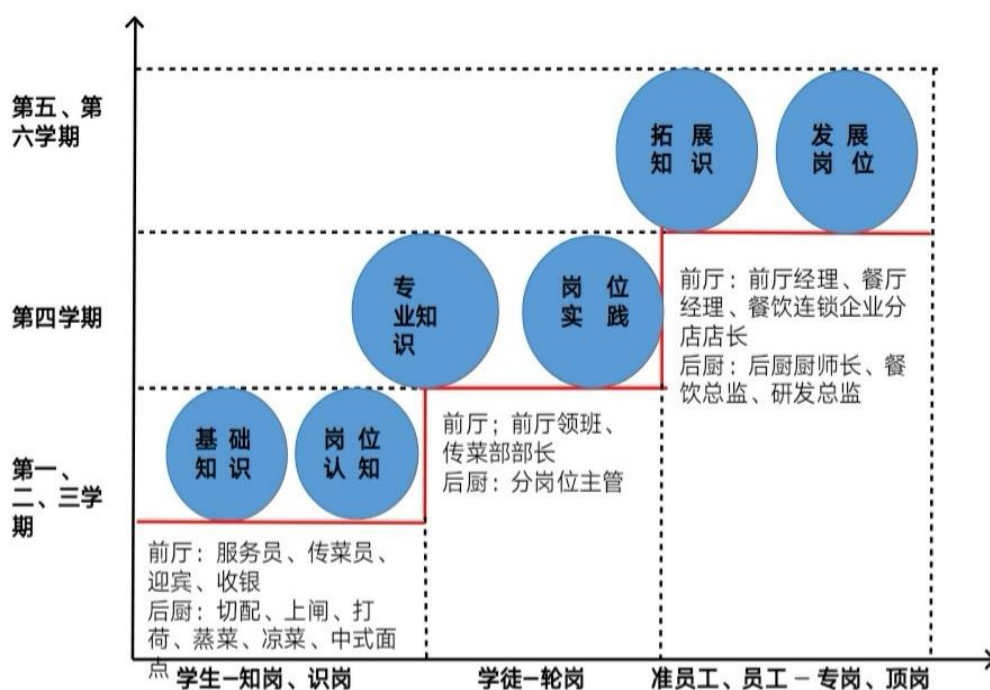 第五、第
六学期
拓 展
知 识
发 展
岗 位
第四学期
专
业知
识
岗 位
实 践
前厅：前厅经理、餐厅
经理、餐饮连锁企业分
店店长
后厨：后厨厨师长、餐
饮总监、研发总监
第一、
二、三学
期
基 础
知 识
岗 位
认 知
前厅；前厅领班、
传菜部部长
后厨：分岗位主管
前厅：服务员、传菜员、
迎宾、收银
后厨：切配、上闸、打
荷、蒸菜、凉菜、中式面
点
学生—知岗、识岗
学徒—轮岗
准员工、员工－专岗、顶岗